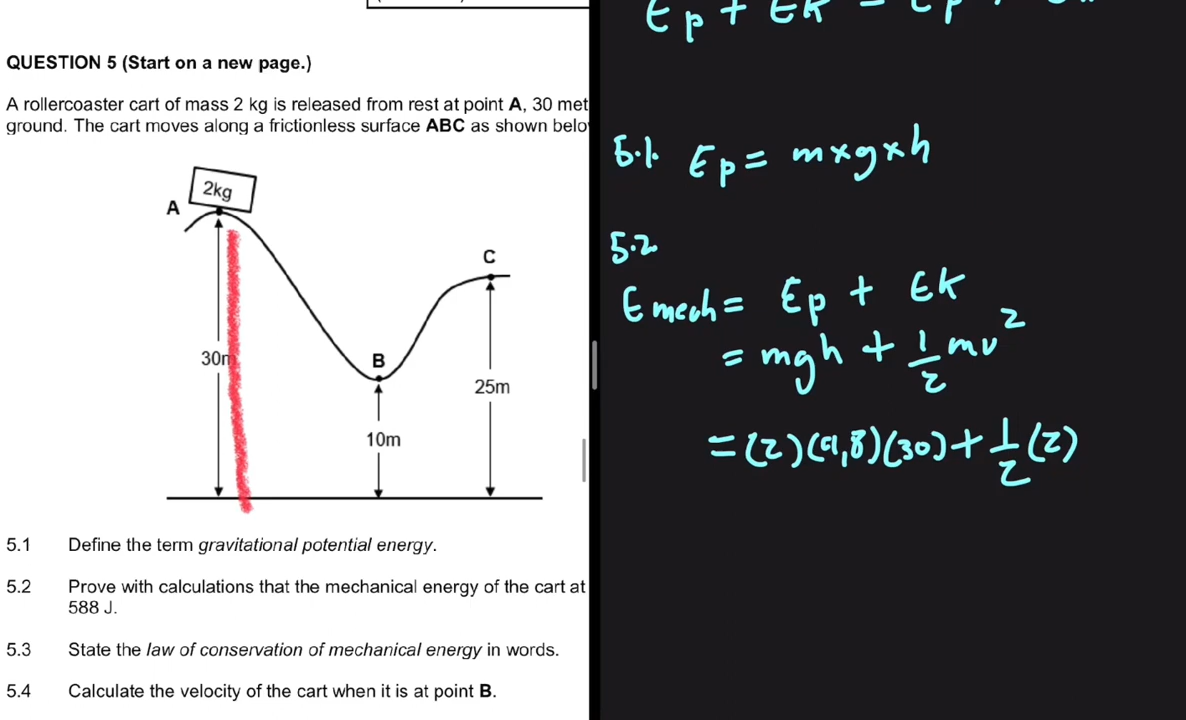 Ep + EK = Ep +
QUESTION 5 (Start on a new page.)
A rollercoaster cart of mass 2 kg is released from rest at point A, 30 met
ground. The cart moves along a frictionless surface ABC as shown belo
2kg
A
C
30m
B
25m
10m
5.1 Define the term gravitational potential energy.
5.2 Prove with calculations that the mechanical energy of the cart at
588 J.
5.3 State the law of conservation of mechanical energy in words.
5.4 Calculate the velocity of the cart when it is at point B.
5.1. Ep = m×g×h
5.2
Emech = Ep + EK
= mgh + 1/2 mv²
= (2)(9,8)(30) + 1/2 (2)